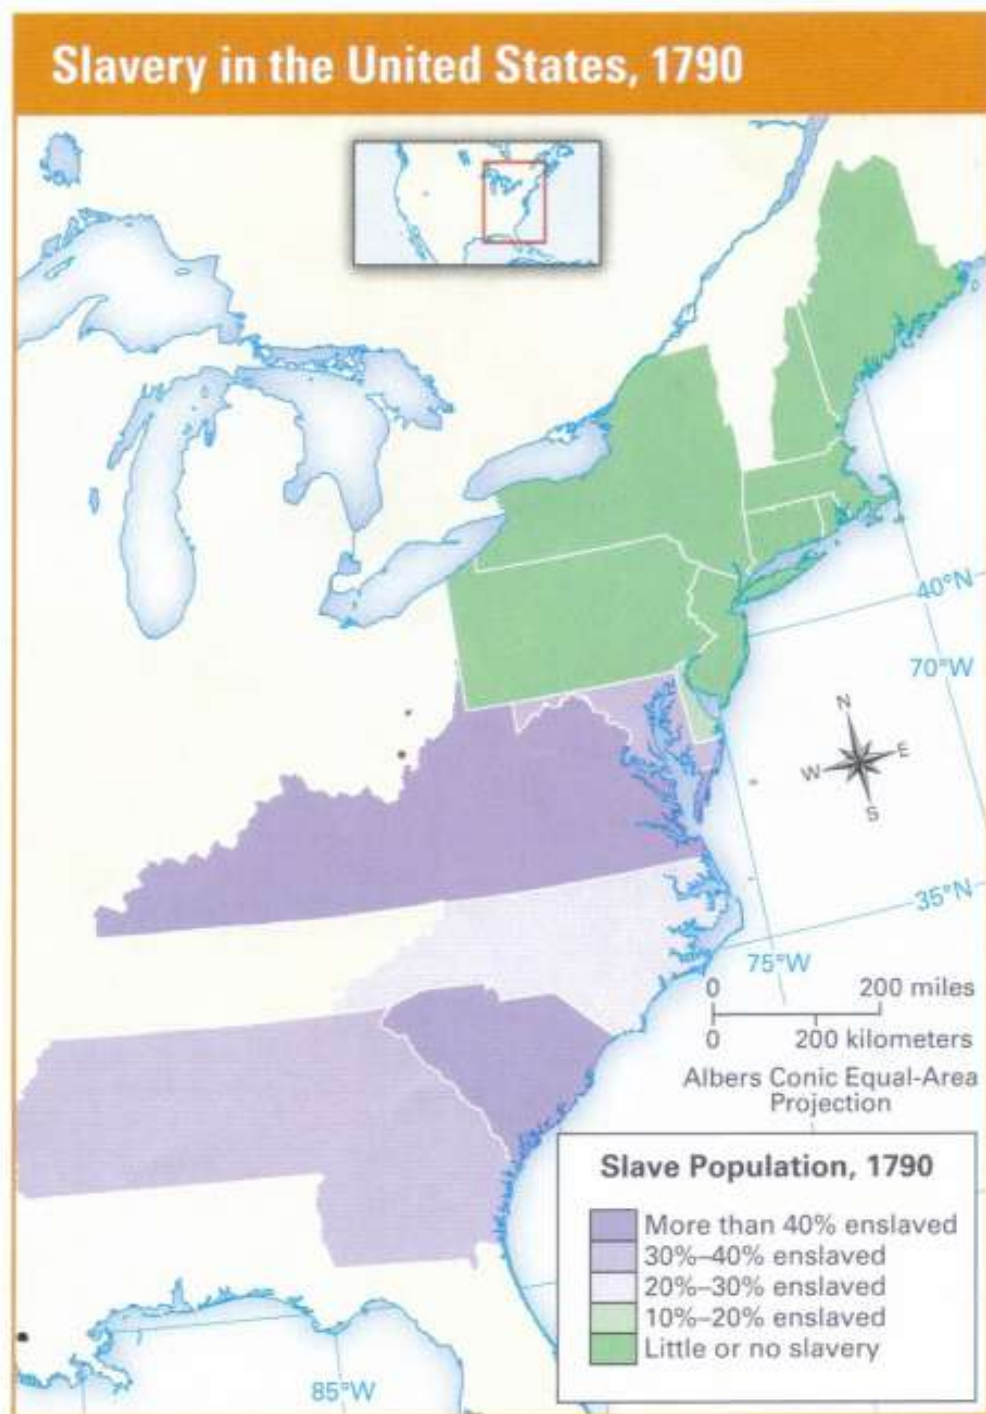 Slavery in the United States, 1790
40°N
70°W
N
W
E
S
35°N
75°W
0 200 miles
0 200 kilometers
Albers Conic Equal-Area
Projection
Slave Population, 1790
More than 40% enslaved
30%–40% enslaved
20%–30% enslaved
10%–20% enslaved
Little or no slavery
85°W